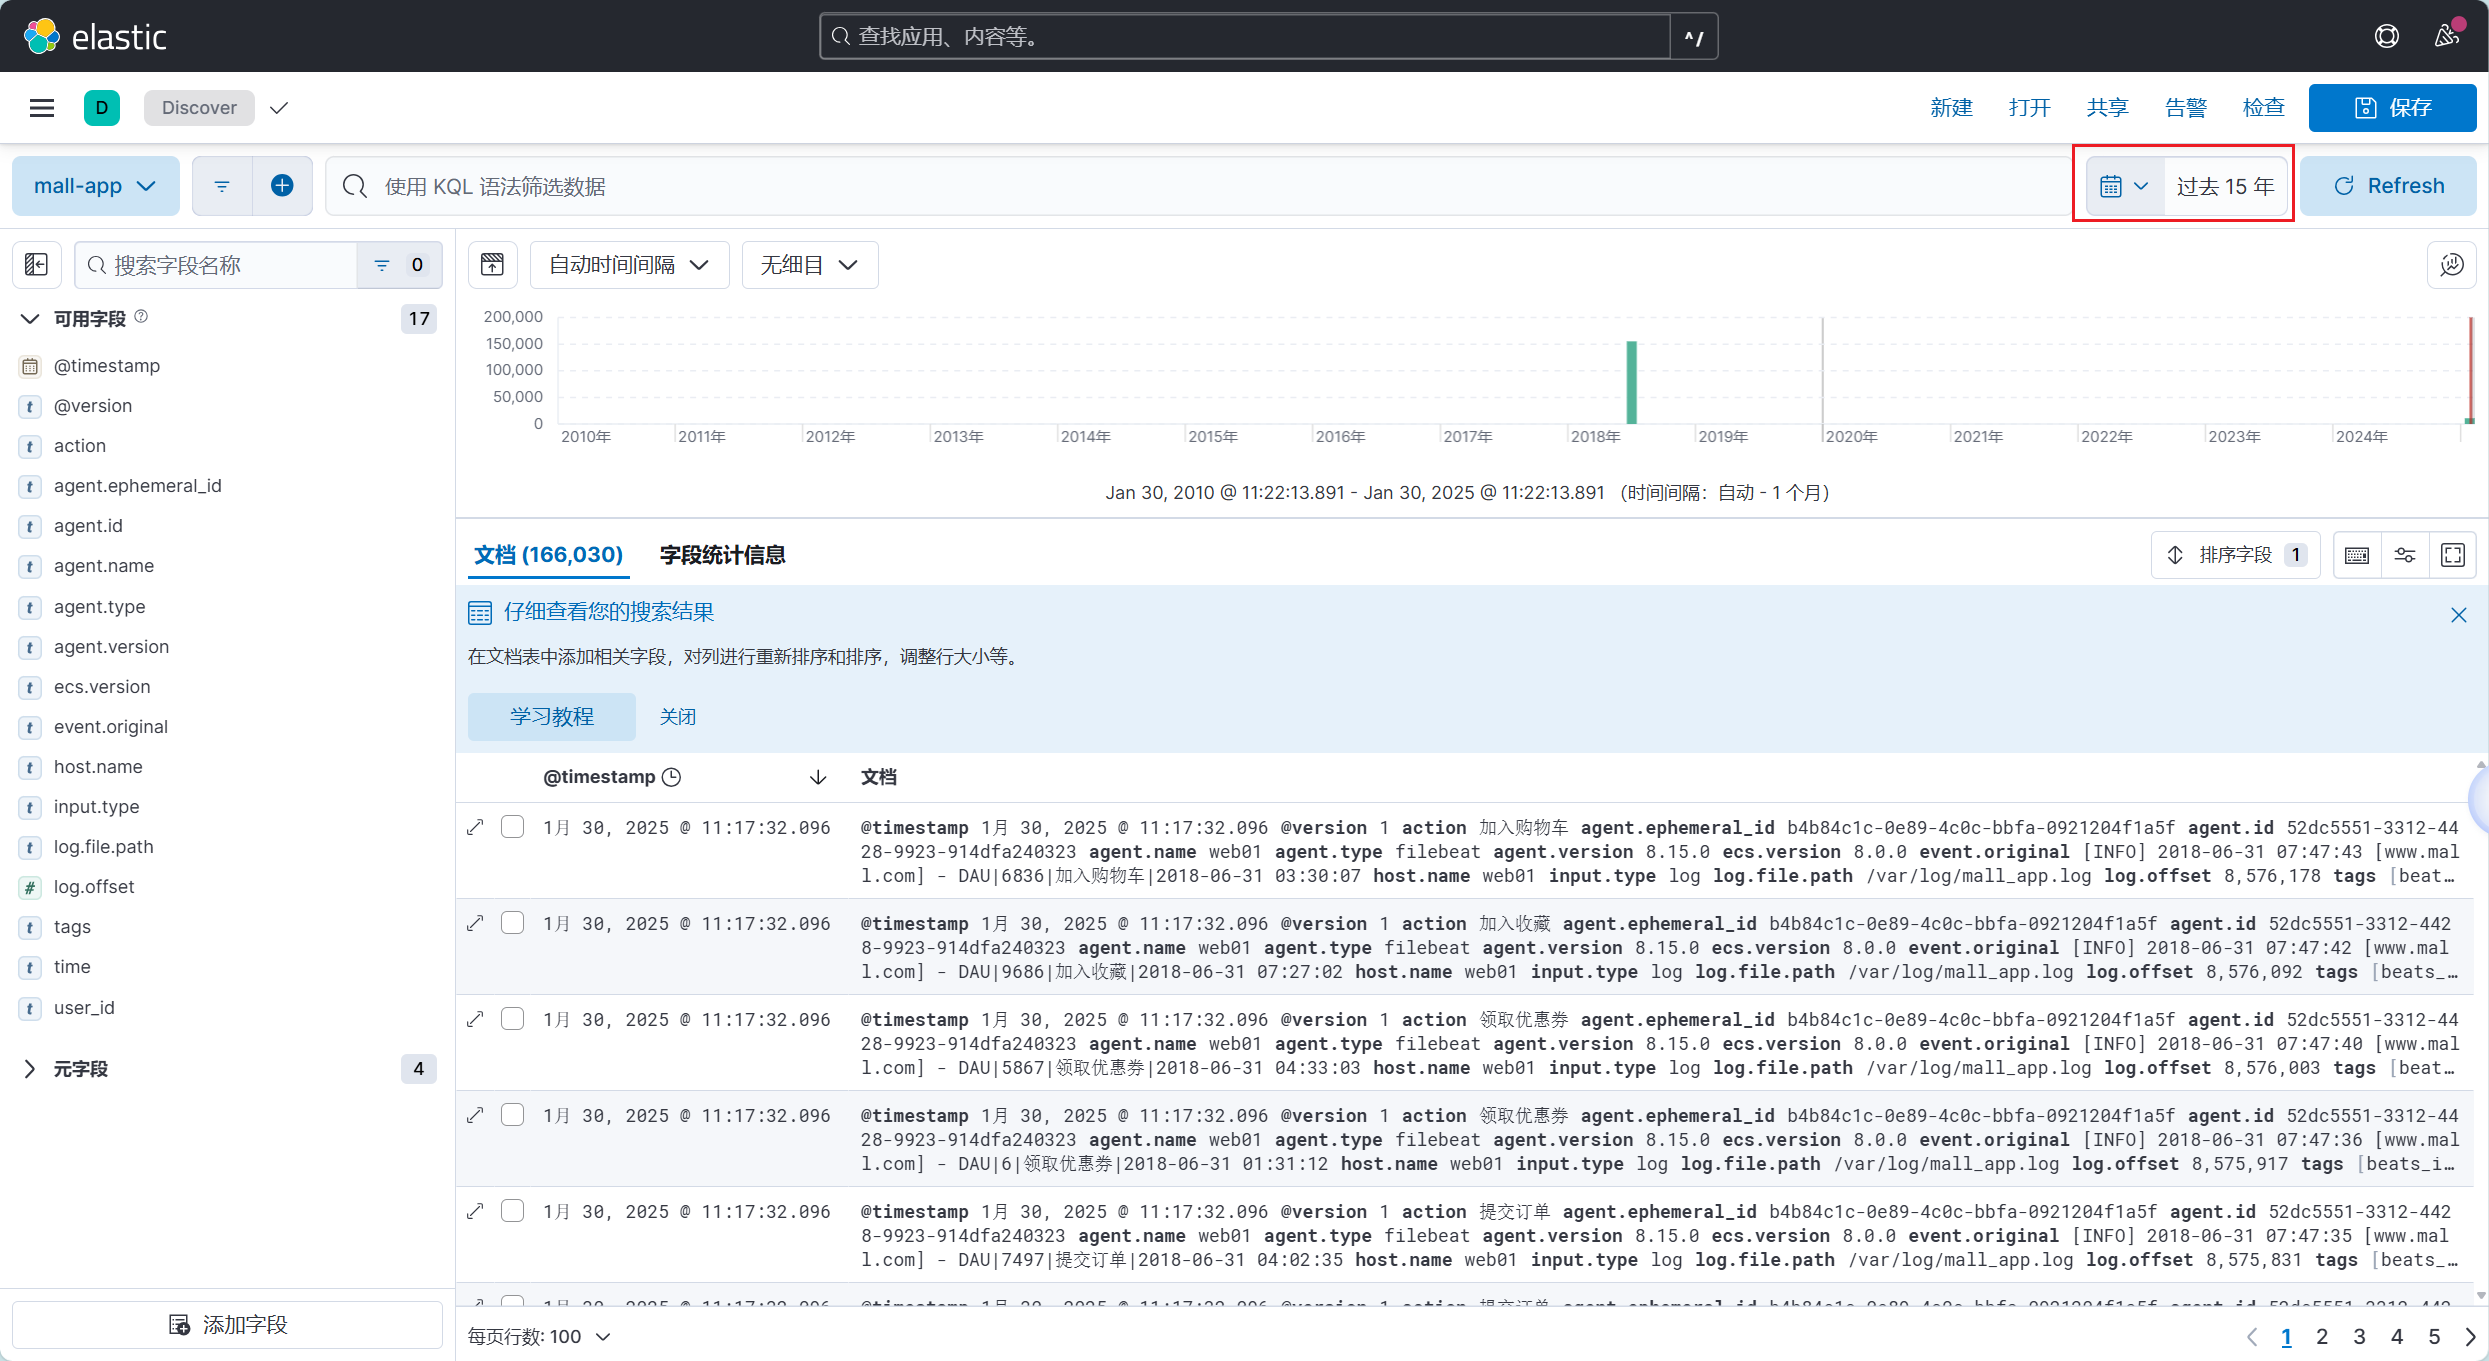 elastic
查找应用、内容等。
^/
D
Discover
新建
打开
共享
告警
检查
保存
mall-app
使用 KQL 语法筛选数据
过去 15 年
Refresh
搜索字段名称
0
可用字段
17
@timestamp
@version
action
agent.ephemeral_id
agent.id
agent.name
agent.type
agent.version
ecs.version
event.original
host.name
input.type
log.file.path
log.offset
tags
time
user_id
元字段
4
添加字段
自动时间间隔
无细目
200,000
150,000
100,000
50,000
0
2010年 2011年 2012年 2013年 2014年 2015年 2016年 2017年 2018年 2019年 2020年 2021年 2022年 2023年 2024年
Jan 30, 2010 @ 11:22:13.891 - Jan 30, 2025 @ 11:22:13.891 （时间间隔：自动 - 1 个月）
文档 (166,030)
字段统计信息
排序字段 1
仔细查看您的搜索结果
在文档表中添加相关字段，对列进行重新排序和排序，调整行大小等。
学习教程
关闭
@timestamp
文档
1月 30, 2025 @ 11:17:32.096
@timestamp 1月 30, 2025 @ 11:17:32.096 @version 1 action 加入购物车 agent.ephemeral_id b4b84c1c-0e89-4c0c-bbfa-0921204f1a5f agent.id 52dc5551-3312-44
28-9923-914dfa240323 agent.name web01 agent.type filebeat agent.version 8.15.0 ecs.version 8.0.0 event.original [INFO] 2018-06-31 07:47:43 [www.mal
l.com] - DAU|6836|加入购物车|2018-06-31 03:30:07 host.name web01 input.type log log.file.path /var/log/mall_app.log log.offset 8,576,178 tags [beat…
1月 30, 2025 @ 11:17:32.096
@timestamp 1月 30, 2025 @ 11:17:32.096 @version 1 action 加入收藏 agent.ephemeral_id b4b84c1c-0e89-4c0c-bbfa-0921204f1a5f agent.id 52dc5551-3312-442
8-9923-914dfa240323 agent.name web01 agent.type filebeat agent.version 8.15.0 ecs.version 8.0.0 event.original [INFO] 2018-06-31 07:47:42 [www.mal
l.com] - DAU|9686|加入收藏|2018-06-31 07:27:02 host.name web01 input.type log log.file.path /var/log/mall_app.log log.offset 8,576,092 tags [beats_…
1月 30, 2025 @ 11:17:32.096
@timestamp 1月 30, 2025 @ 11:17:32.096 @version 1 action 领取优惠券 agent.ephemeral_id b4b84c1c-0e89-4c0c-bbfa-0921204f1a5f agent.id 52dc5551-3312-44
28-9923-914dfa240323 agent.name web01 agent.type filebeat agent.version 8.15.0 ecs.version 8.0.0 event.original [INFO] 2018-06-31 07:47:40 [www.mal
l.com] - DAU|5867|领取优惠券|2018-06-31 04:33:03 host.name web01 input.type log log.file.path /var/log/mall_app.log log.offset 8,576,003 tags [beat…
1月 30, 2025 @ 11:17:32.096
@timestamp 1月 30, 2025 @ 11:17:32.096 @version 1 action 领取优惠券 agent.ephemeral_id b4b84c1c-0e89-4c0c-bbfa-0921204f1a5f agent.id 52dc5551-3312-44
28-9923-914dfa240323 agent.name web01 agent.type filebeat agent.version 8.15.0 ecs.version 8.0.0 event.original [INFO] 2018-06-31 07:47:36 [www.mal
l.com] - DAU|6|领取优惠券|2018-06-31 01:31:12 host.name web01 input.type log log.file.path /var/log/mall_app.log log.offset 8,575,917 tags [beats_i…
1月 30, 2025 @ 11:17:32.096
@timestamp 1月 30, 2025 @ 11:17:32.096 @version 1 action 提交订单 agent.ephemeral_id b4b84c1c-0e89-4c0c-bbfa-0921204f1a5f agent.id 52dc5551-3312-442
8-9923-914dfa240323 agent.name web01 agent.type filebeat agent.version 8.15.0 ecs.version 8.0.0 event.original [INFO] 2018-06-31 07:47:35 [www.mal
l.com] - DAU|7497|提交订单|2018-06-31 04:02:35 host.name web01 input.type log log.file.path /var/log/mall_app.log log.offset 8,575,831 tags [beats_…
每页行数: 100
1 2 3 4 5